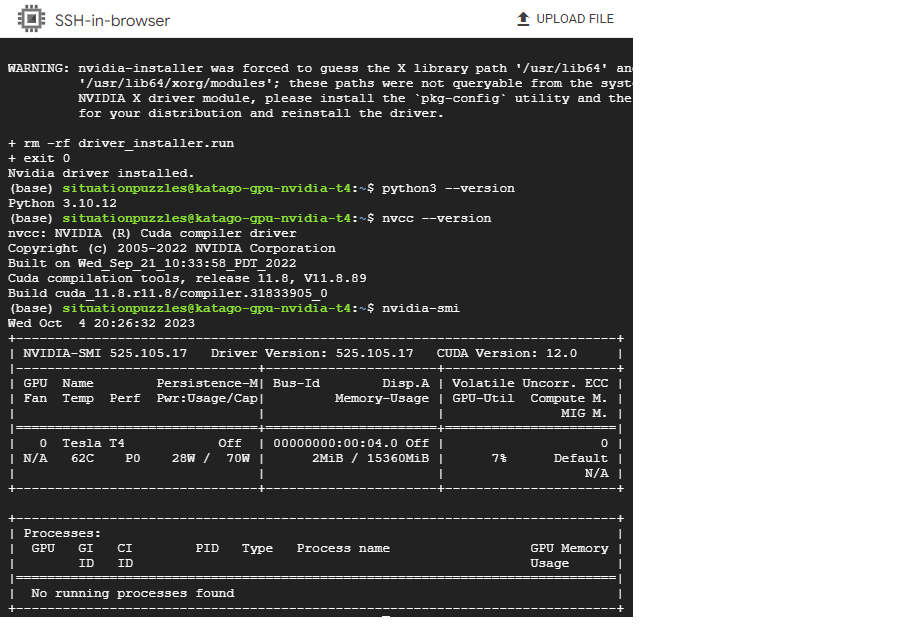 SSH-in-browser
UPLOAD FILE
WARNING: nvidia-installer was forced to guess the X library path '/usr/lib64' an
'/usr/lib64/xorg/modules'; these paths were not queryable from the syst
NVIDIA X driver module, please install the `pkg-config` utility and the
for your distribution and reinstall the driver.
+ rm -rf driver_installer.run
+ exit 0
Nvidia driver installed.
(base) situationpuzzles@katago-gpu-nvidia-t4:~$ python3 --version
Python 3.10.12
(base) situationpuzzles@katago-gpu-nvidia-t4:~$ nvcc --version
nvcc: NVIDIA (R) Cuda compiler driver
Copyright (c) 2005-2022 NVIDIA Corporation
Built on Wed_Sep_21_10:33:58_PDT_2022
Cuda compilation tools, release 11.8, V11.8.89
Build cuda_11.8.r11.8/compiler.31833905_0
(base) situationpuzzles@katago-gpu-nvidia-t4:~$ nvidia-smi
Wed Oct  4 20:26:32 2023
+-----------------------------------------------------------------------------+
| NVIDIA-SMI 525.105.17   Driver Version: 525.105.17   CUDA Version: 12.0     |
|-------------------------------+----------------------+----------------------+
| GPU  Name        Persistence-M| Bus-Id        Disp.A | Volatile Uncorr. ECC |
| Fan  Temp  Perf  Pwr:Usage/Cap|         Memory-Usage | GPU-Util  Compute M. |
|                               |                      |               MIG M. |
|===============================+======================+======================|
|   0  Tesla T4            Off  | 00000000:00:04.0 Off |                    0 |
| N/A   62C    P0    28W /  70W |      2MiB / 15360MiB |      7%      Default |
|                               |                      |                  N/A |
+-------------------------------+----------------------+----------------------+
+-----------------------------------------------------------------------------+
| Processes:                                                                  |
|  GPU   GI   CI        PID   Type   Process name                  GPU Memory |
|        ID   ID                                                   Usage      |
|=============================================================================|
|  No running processes found                                                 |
+-----------------------------------------------------------------------------+